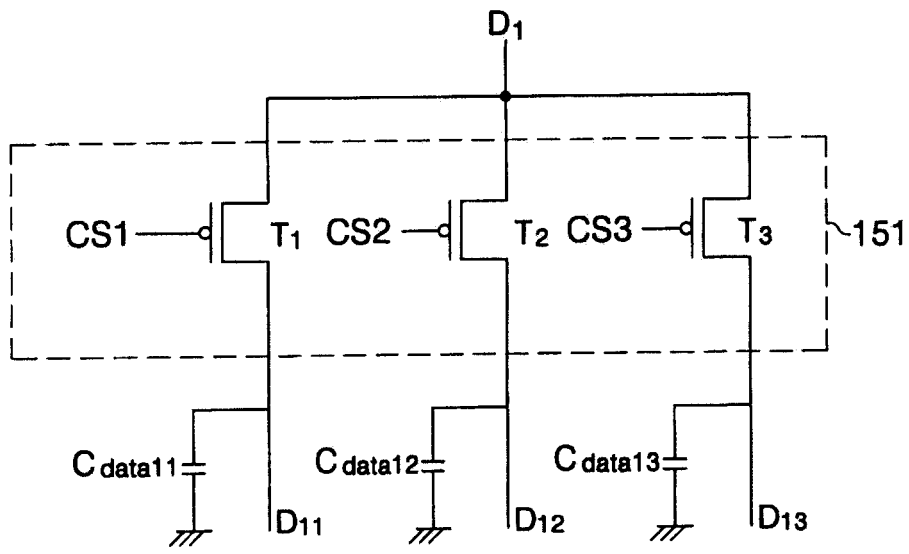 D1
CS1
T1
CS2
T2
CS3
T3
151
Cdata11
Cdata12
Cdata13
D11
D12
D13